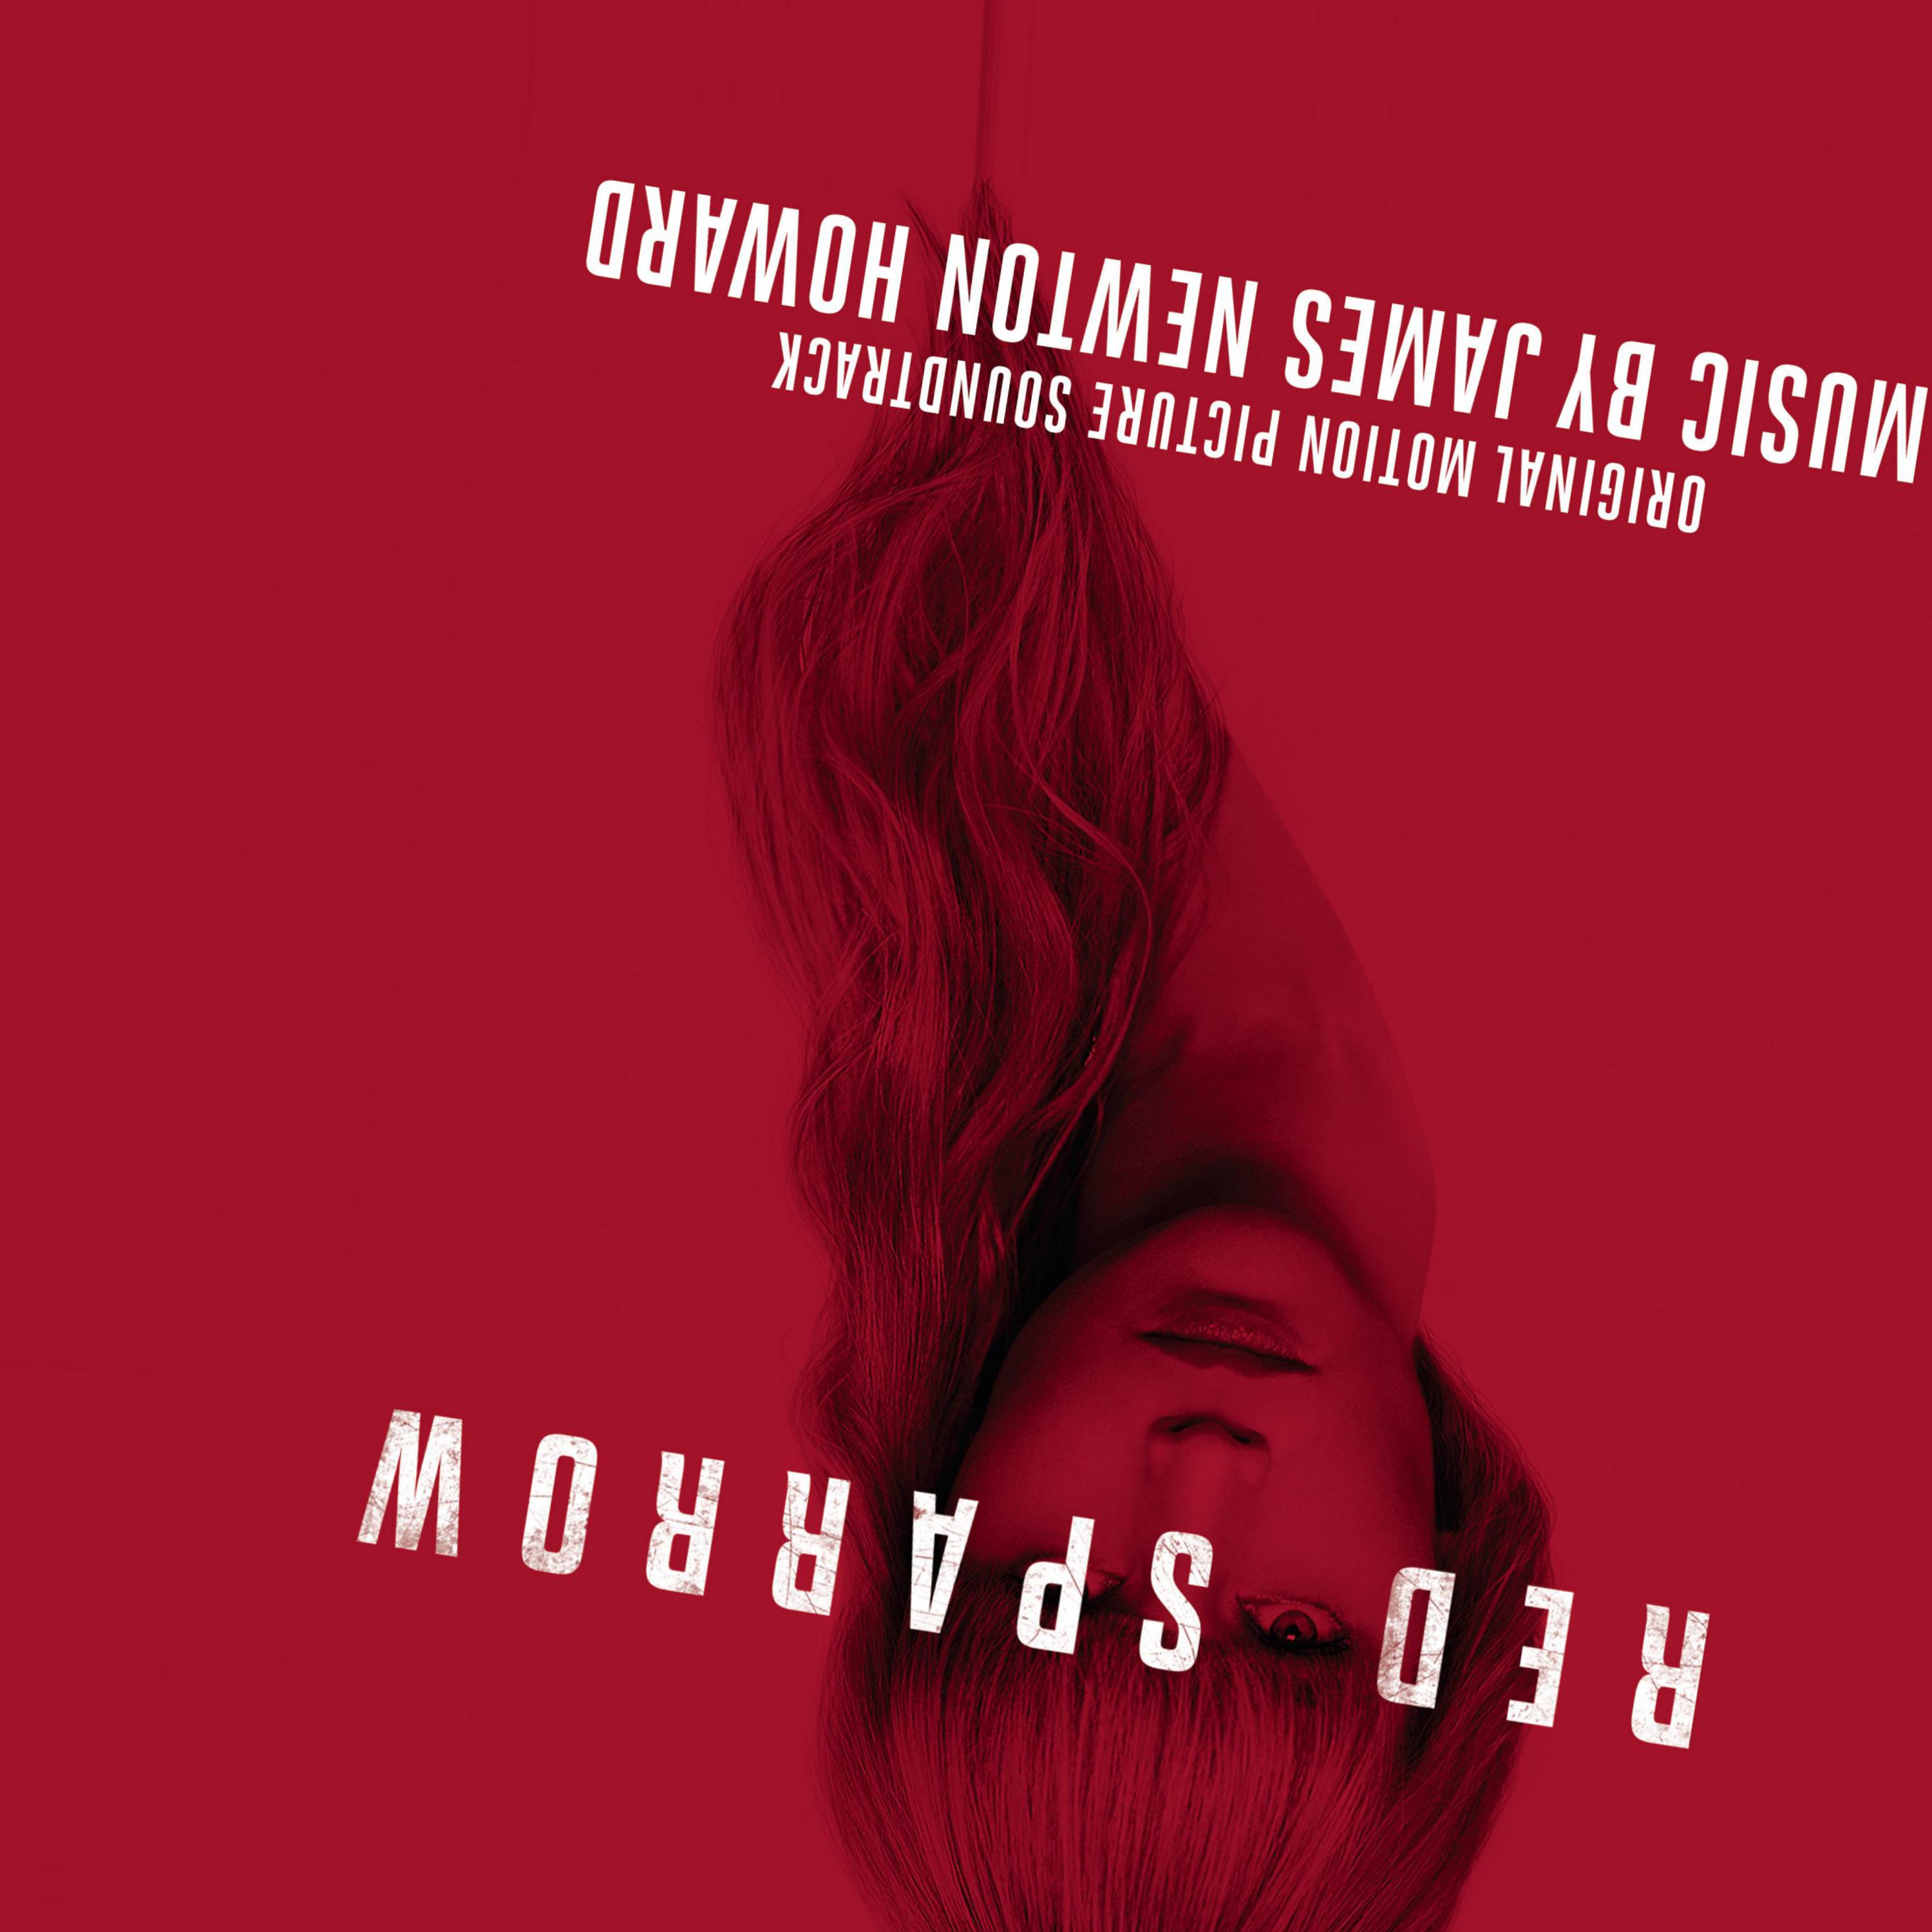 RED SPARROW
ORIGINAL MOTION PICTURE SOUNDTRACK
MUSIC BY JAMES NEWTON HOWARD